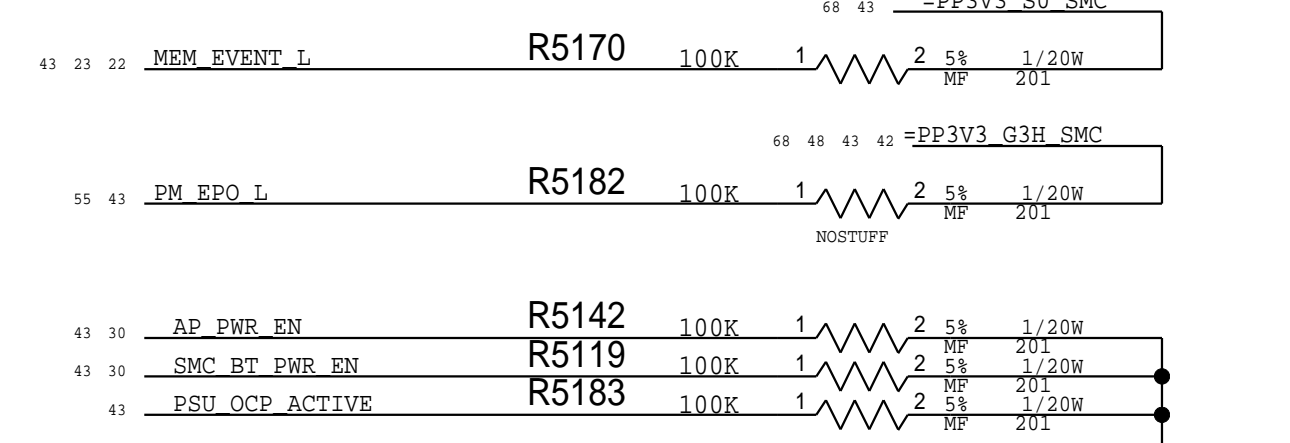 68 43 =PP3V3_S0_SMC
43 23 22 MEM_EVENT_L R5170 100K 1 2 5% 1/20W
MF 201
68 48 43 42 =PP3V3_G3H_SMC
55 43 PM_EPO_L R5182 100K 1 2 5% 1/20W
MF 201
NOSTUFF
43 30 AP_PWR_EN R5142 100K 1 2 5% 1/20W
MF 201
43 30 SMC_BT_PWR_EN R5119 100K 1 2 5% 1/20W
MF 201
43 PSU_OCP_ACTIVE R5183 100K 1 2 5% 1/20W
MF 201